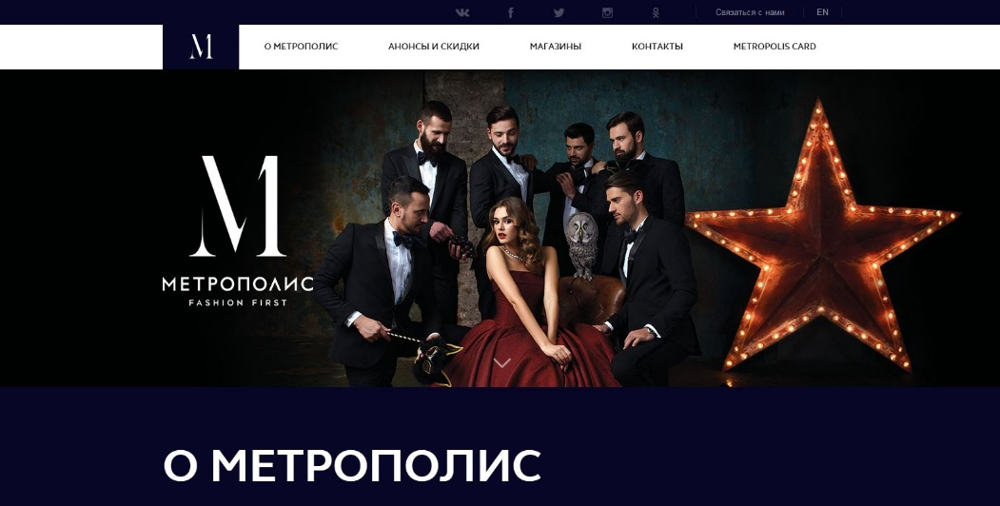 Связаться с нами
EN
M
О МЕТРОПОЛИС
АНОНСЫ И СКИДКИ
МАГАЗИНЫ
КОНТАКТЫ
METROPOLIS CARD
M
МЕТРОПОЛИС
FASHION FIRST
О МЕТРОПОЛИС